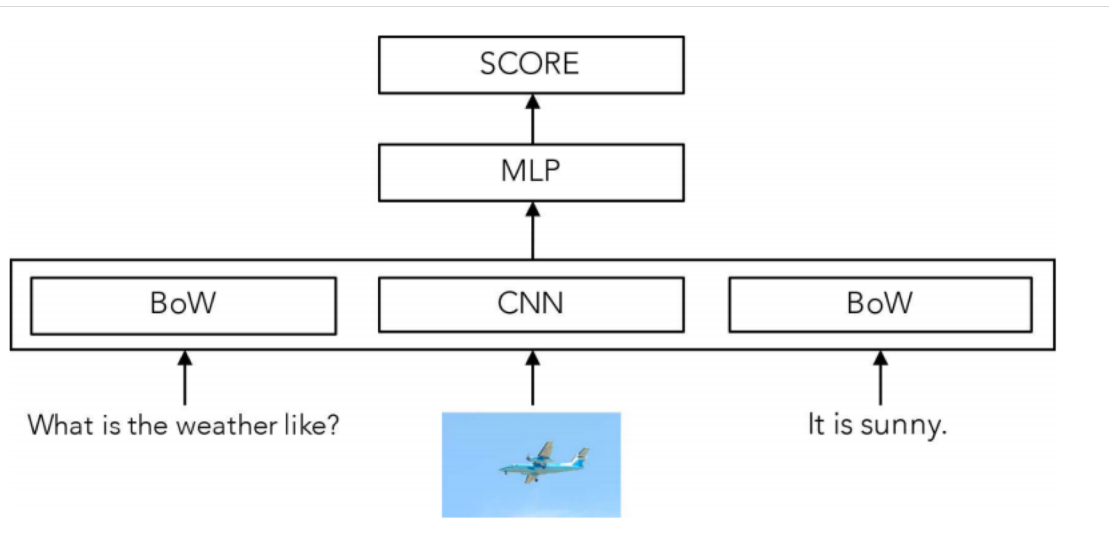 SCORE
MLP
BoW
CNN
BoW
What is the weather like?
It is sunny.